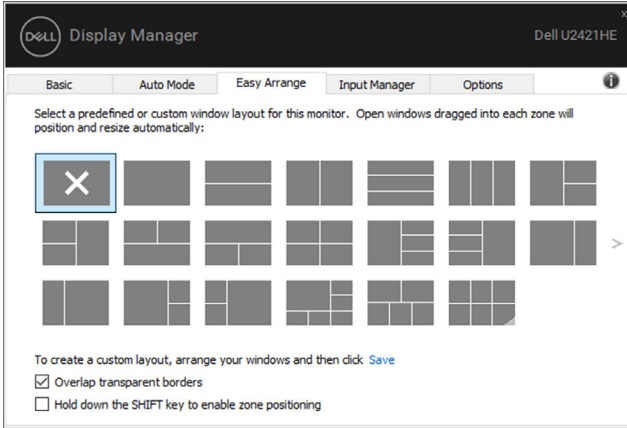 x
DELL Display Manager
Dell U2421HE
Basic Auto Mode Easy Arrange Input Manager Options i
Select a predefined or custom window layout for this monitor. Open windows dragged into each zone will
position and resize automatically:
To create a custom layout, arrange your windows and then click Save
Overlap transparent borders
Hold down the SHIFT key to enable zone positioning